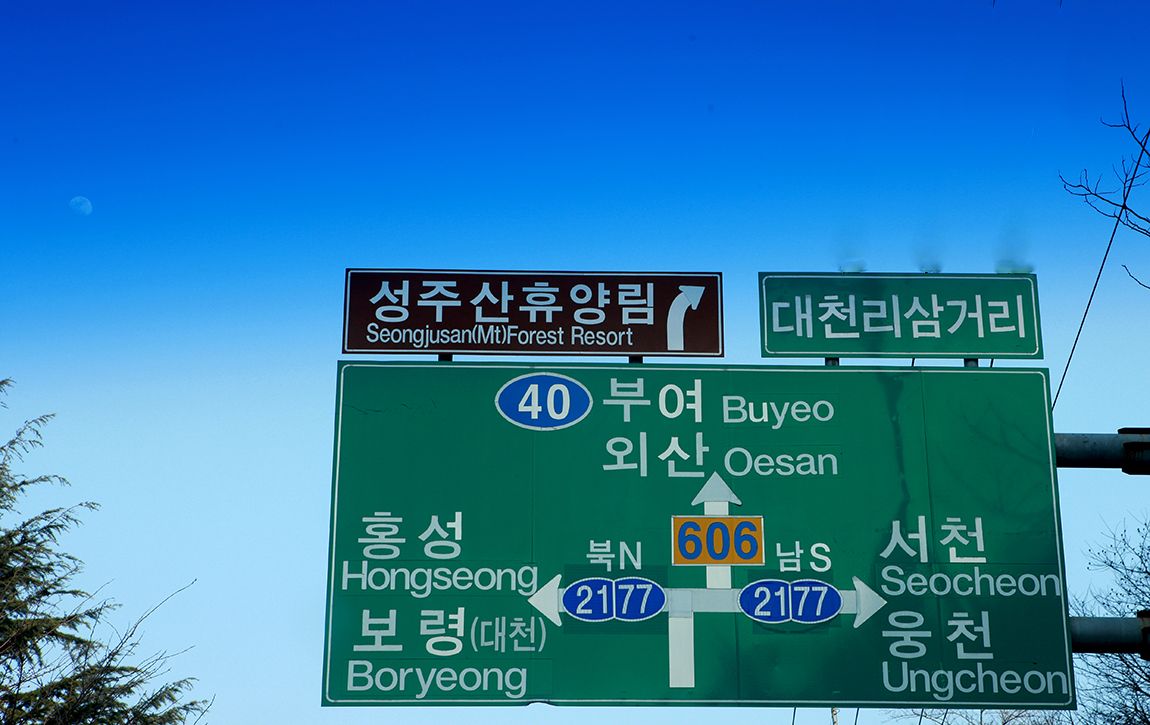 성주산휴양림
Seongjusan(Mt)Forest Resort
대천리삼거리
40 부여 Buyeo
외산 Oesan
606
홍성
Hongseong
보령(대천)
Boryeong
북N
21 77
남S
21 77
서천
Seocheon
웅천
Ungcheon